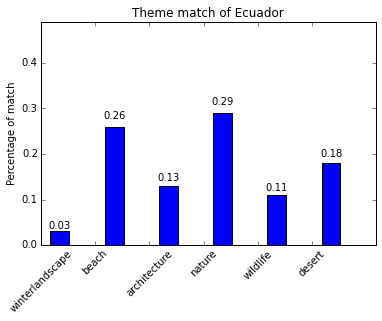 Theme match of Ecuador
Percentage of match
0.4
0.3
0.2
0.1
0.0
0.03
0.26
0.13
0.29
0.11
0.18
winterlandscape
beach
architecture
nature
wildlife
desert